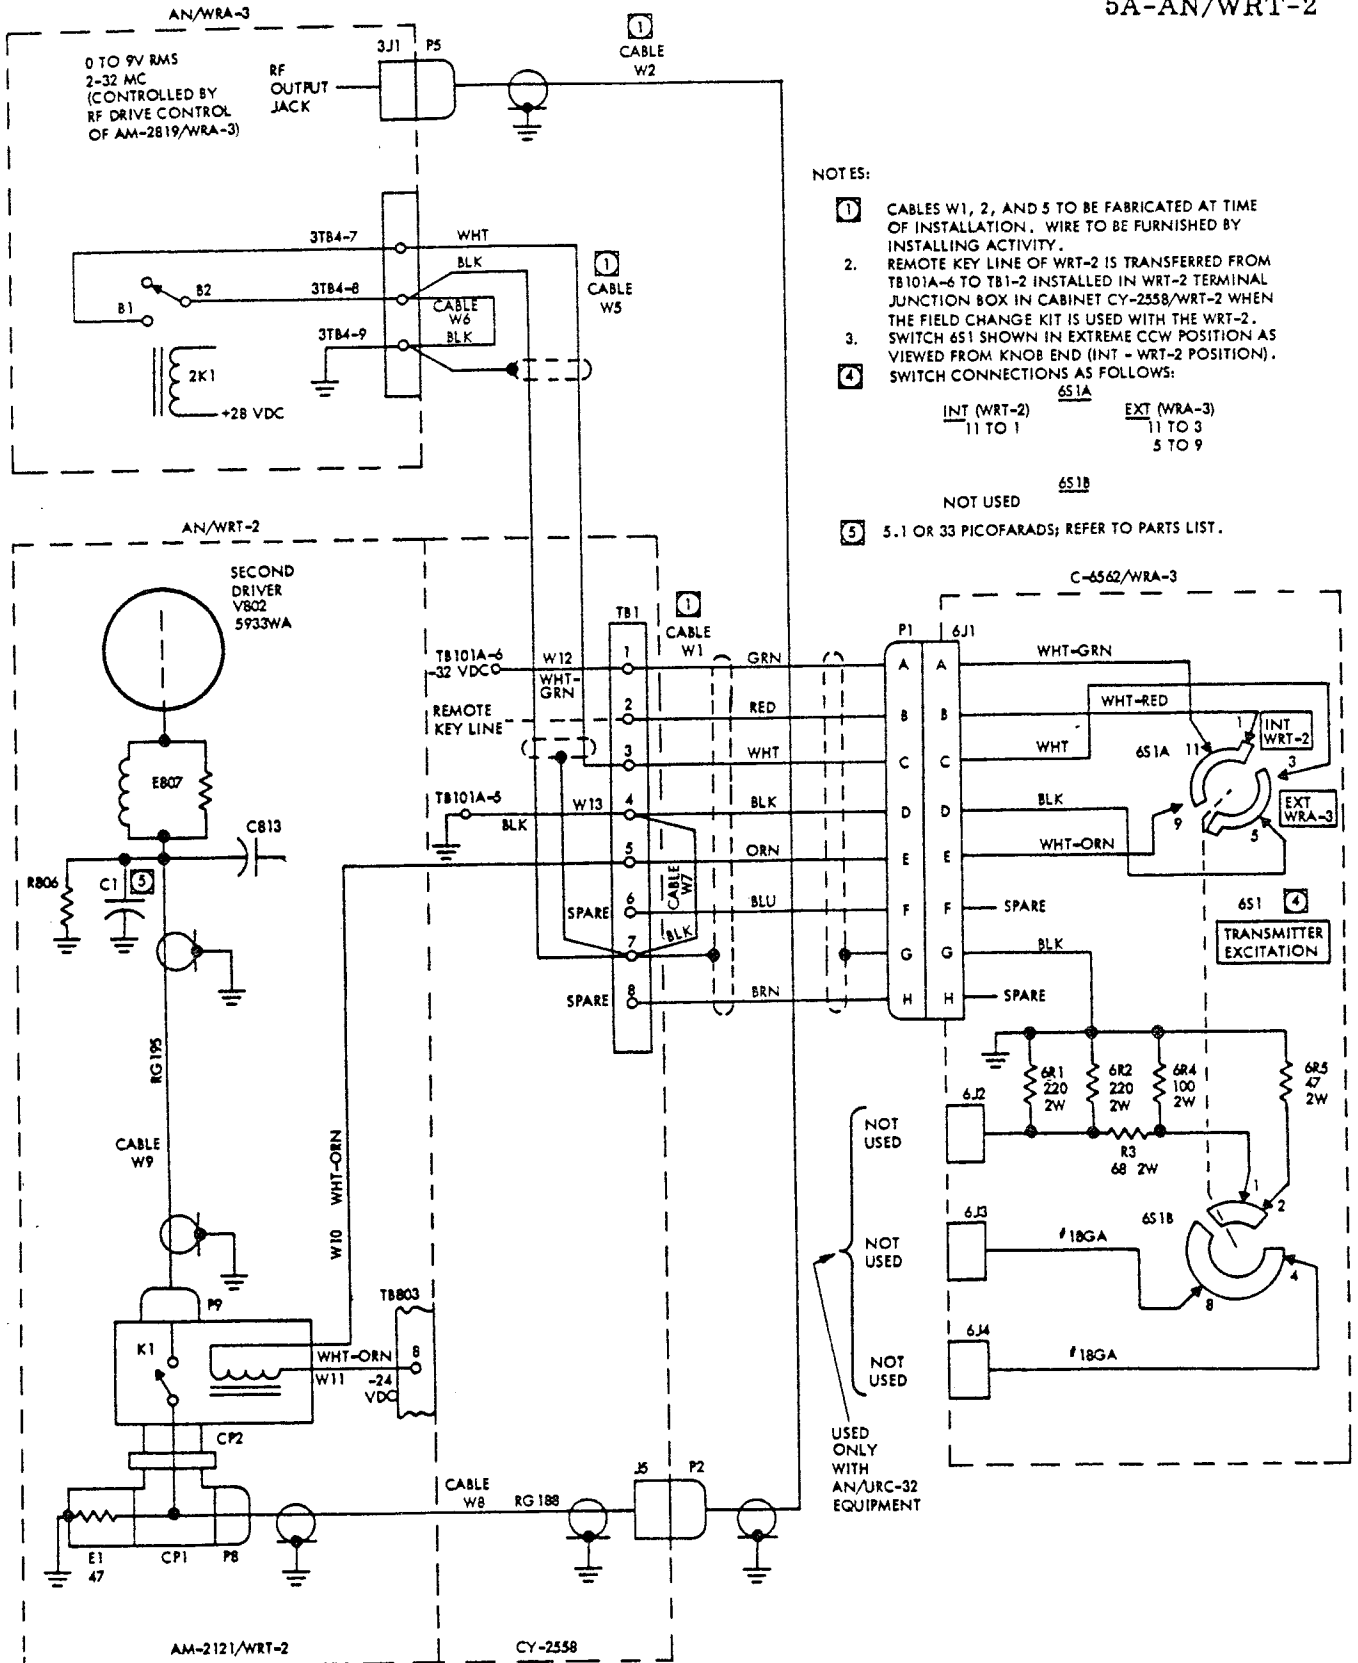 5A-AN/WRT-2
AN/WRA-3
0 TO 9V RMS
2-32 MC
(CONTROLLED BY
RF DRIVE CONTROL
OF AM-2819/WRA-3)
RF
OUTPUT
JACK
3J1
P5
1
CABLE
W2
3TB4-7
WHT
BLK
B1
B2
3TB4-8
CABLE
W6
BLK
3TB4-9
2K1
+28 VDC
1
CABLE
W5
NOTES:
1 CABLES W1, 2, AND 5 TO BE FABRICATED AT TIME
OF INSTALLATION. WIRE TO BE FURNISHED BY
INSTALLING ACTIVITY.
2. REMOTE KEY LINE OF WRT-2 IS TRANSFERRED FROM
TB101A-6 TO TB1-2 INSTALLED IN WRT-2 TERMINAL
JUNCTION BOX IN CABINET CY-2558/WRT-2 WHEN
THE FIELD CHANGE KIT IS USED WITH THE WRT-2.
3. SWITCH 6S1 SHOWN IN EXTREME CCW POSITION AS
VIEWED FROM KNOB END (INT - WRT-2 POSITION).
4 SWITCH CONNECTIONS AS FOLLOWS:
6S1A
INT (WRT-2) EXT (WRA-3)
11 TO 1 11 TO 3
5 TO 9
6S1B
NOT USED
5 5.1 OR 33 PICOFARADS; REFER TO PARTS LIST.
AN/WRT-2
SECOND
DRIVER
V802
5933WA
E807
C813
R806
C1
5
RG195
CABLE
W9
W10 WHT-ORN
P9
K1
WHT-ORN
W11
TB803
8
-24
VDC
CP2
E1
47
CP1
P8
CABLE
W8
RG188
J5
P2
AM-2121/WRT-2
CY-2558
TB1
1
CABLE
W1
TB101A-6
-32 VDC
W12
WHT-
GRN
REMOTE
KEY LINE
TB101A-5
W13
BLK
CABLE
W7
BLK
SPARE
SPARE
1
2
3
4
5
6
7
8
GRN
RED
WHT
BLK
ORN
BLU
BRN
C-6562/WRA-3
P1
6J1
A A
B B
C C
D D
E E
F F
G G
H H
WHT-GRN
WHT-RED
WHT
BLK
WHT-ORN
SPARE
BLK
SPARE
6S1A
11
1
INT
WRT-2
3
EXT
WRA-3
9
5
6S1
4
TRANSMITTER
EXCITATION
6R1
220
2W
6R2
220
2W
6R4
100
2W
6R5
47
2W
R3
68 2W
6J2
NOT
USED
6J3
NOT
USED
#18GA
6S1B
1
2
4
8
6J4
NOT
USED
#18GA
USED
ONLY
WITH
AN/URC-32
EQUIPMENT